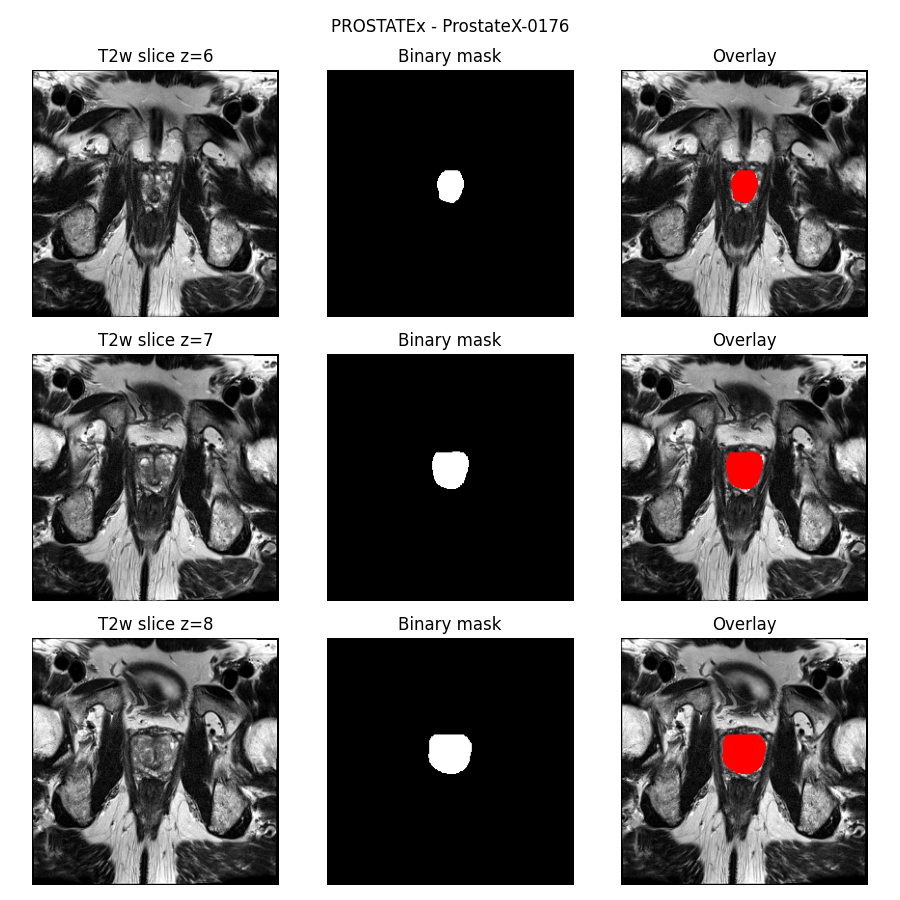 PROSTATEx - ProstateX-0176
T2w slice z=6 Binary mask Overlay
T2w slice z=7 Binary mask Overlay
T2w slice z=8 Binary mask Overlay